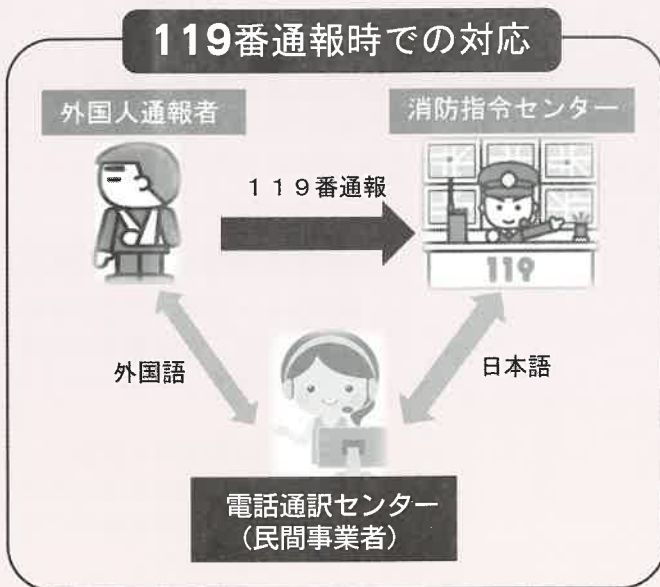 119番通報時での対応
外国人通報者
消防指令センター
119番通報
119
外国語
日本語
電話通訳センター
(民間事業者)